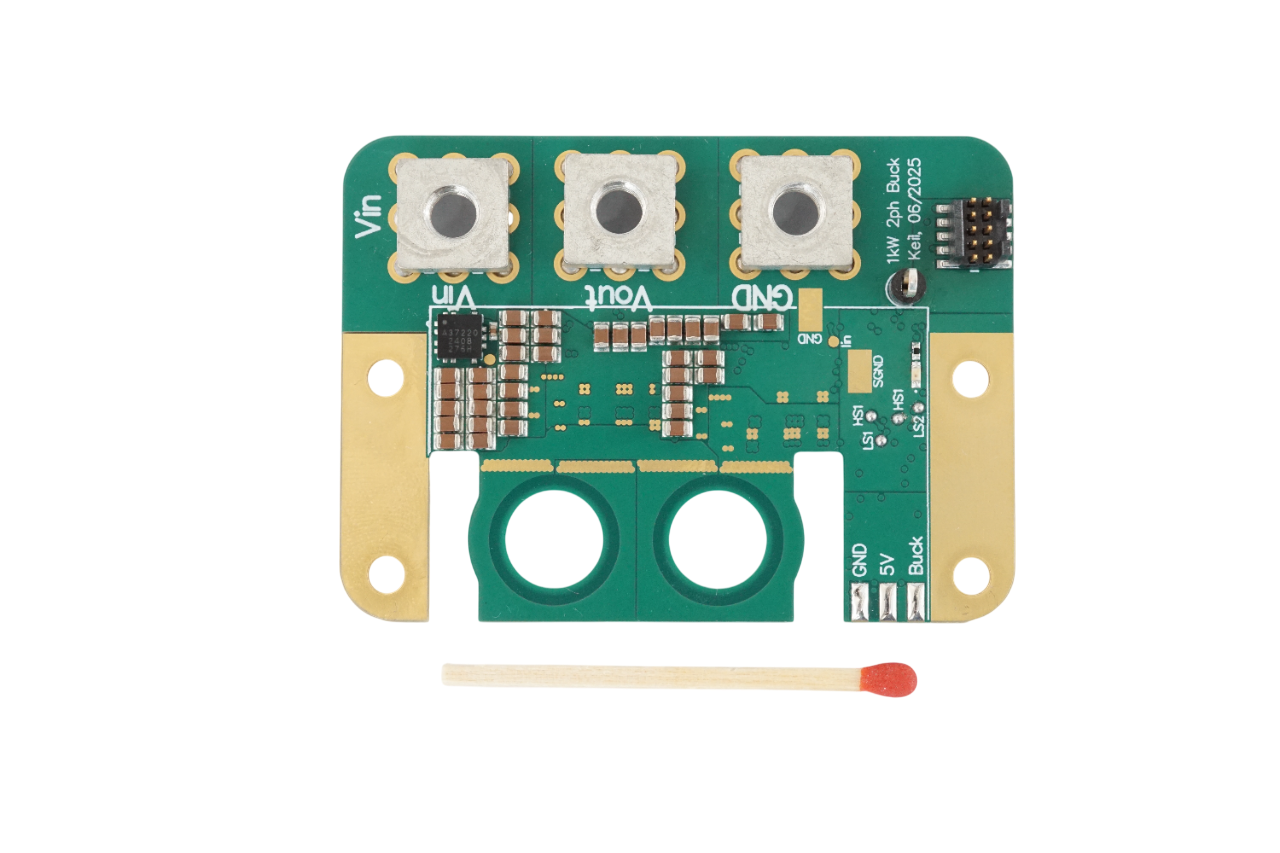 Vin
Vin
Vout
GND
1kW 2ph Buck
Keil, 06/2025
A37220
GND
in
SGND
HS1
HS1
LS1
LS2
GND
5V
Buck